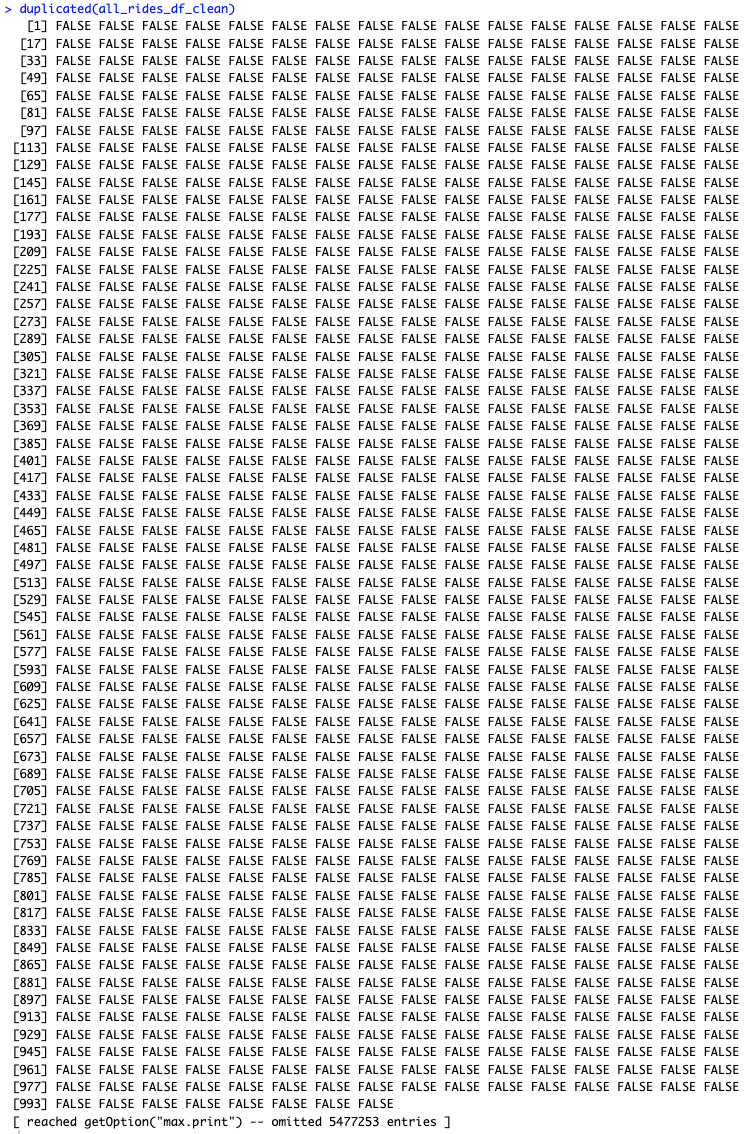 > duplicated(all_rides_df_clean)
[1] FALSE FALSE FALSE FALSE FALSE FALSE FALSE FALSE FALSE FALSE FALSE FALSE FALSE FALSE FALSE FALSE
[17] FALSE FALSE FALSE FALSE FALSE FALSE FALSE FALSE FALSE FALSE FALSE FALSE FALSE FALSE FALSE FALSE
[33] FALSE FALSE FALSE FALSE FALSE FALSE FALSE FALSE FALSE FALSE FALSE FALSE FALSE FALSE FALSE FALSE
[49] FALSE FALSE FALSE FALSE FALSE FALSE FALSE FALSE FALSE FALSE FALSE FALSE FALSE FALSE FALSE FALSE
[65] FALSE FALSE FALSE FALSE FALSE FALSE FALSE FALSE FALSE FALSE FALSE FALSE FALSE FALSE FALSE FALSE
[81] FALSE FALSE FALSE FALSE FALSE FALSE FALSE FALSE FALSE FALSE FALSE FALSE FALSE FALSE FALSE FALSE
[97] FALSE FALSE FALSE FALSE FALSE FALSE FALSE FALSE FALSE FALSE FALSE FALSE FALSE FALSE FALSE FALSE
[113] FALSE FALSE FALSE FALSE FALSE FALSE FALSE FALSE FALSE FALSE FALSE FALSE FALSE FALSE FALSE FALSE
[129] FALSE FALSE FALSE FALSE FALSE FALSE FALSE FALSE FALSE FALSE FALSE FALSE FALSE FALSE FALSE FALSE
[145] FALSE FALSE FALSE FALSE FALSE FALSE FALSE FALSE FALSE FALSE FALSE FALSE FALSE FALSE FALSE FALSE
[161] FALSE FALSE FALSE FALSE FALSE FALSE FALSE FALSE FALSE FALSE FALSE FALSE FALSE FALSE FALSE FALSE
[177] FALSE FALSE FALSE FALSE FALSE FALSE FALSE FALSE FALSE FALSE FALSE FALSE FALSE FALSE FALSE FALSE
[193] FALSE FALSE FALSE FALSE FALSE FALSE FALSE FALSE FALSE FALSE FALSE FALSE FALSE FALSE FALSE FALSE
[209] FALSE FALSE FALSE FALSE FALSE FALSE FALSE FALSE FALSE FALSE FALSE FALSE FALSE FALSE FALSE FALSE
[225] FALSE FALSE FALSE FALSE FALSE FALSE FALSE FALSE FALSE FALSE FALSE FALSE FALSE FALSE FALSE FALSE
[241] FALSE FALSE FALSE FALSE FALSE FALSE FALSE FALSE FALSE FALSE FALSE FALSE FALSE FALSE FALSE FALSE
[257] FALSE FALSE FALSE FALSE FALSE FALSE FALSE FALSE FALSE FALSE FALSE FALSE FALSE FALSE FALSE FALSE
[273] FALSE FALSE FALSE FALSE FALSE FALSE FALSE FALSE FALSE FALSE FALSE FALSE FALSE FALSE FALSE FALSE
[289] FALSE FALSE FALSE FALSE FALSE FALSE FALSE FALSE FALSE FALSE FALSE FALSE FALSE FALSE FALSE FALSE
[305] FALSE FALSE FALSE FALSE FALSE FALSE FALSE FALSE FALSE FALSE FALSE FALSE FALSE FALSE FALSE FALSE
[321] FALSE FALSE FALSE FALSE FALSE FALSE FALSE FALSE FALSE FALSE FALSE FALSE FALSE FALSE FALSE FALSE
[337] FALSE FALSE FALSE FALSE FALSE FALSE FALSE FALSE FALSE FALSE FALSE FALSE FALSE FALSE FALSE FALSE
[353] FALSE FALSE FALSE FALSE FALSE FALSE FALSE FALSE FALSE FALSE FALSE FALSE FALSE FALSE FALSE FALSE
[369] FALSE FALSE FALSE FALSE FALSE FALSE FALSE FALSE FALSE FALSE FALSE FALSE FALSE FALSE FALSE FALSE
[385] FALSE FALSE FALSE FALSE FALSE FALSE FALSE FALSE FALSE FALSE FALSE FALSE FALSE FALSE FALSE FALSE
[401] FALSE FALSE FALSE FALSE FALSE FALSE FALSE FALSE FALSE FALSE FALSE FALSE FALSE FALSE FALSE FALSE
[417] FALSE FALSE FALSE FALSE FALSE FALSE FALSE FALSE FALSE FALSE FALSE FALSE FALSE FALSE FALSE FALSE
[433] FALSE FALSE FALSE FALSE FALSE FALSE FALSE FALSE FALSE FALSE FALSE FALSE FALSE FALSE FALSE FALSE
[449] FALSE FALSE FALSE FALSE FALSE FALSE FALSE FALSE FALSE FALSE FALSE FALSE FALSE FALSE FALSE FALSE
[465] FALSE FALSE FALSE FALSE FALSE FALSE FALSE FALSE FALSE FALSE FALSE FALSE FALSE FALSE FALSE FALSE
[481] FALSE FALSE FALSE FALSE FALSE FALSE FALSE FALSE FALSE FALSE FALSE FALSE FALSE FALSE FALSE FALSE
[497] FALSE FALSE FALSE FALSE FALSE FALSE FALSE FALSE FALSE FALSE FALSE FALSE FALSE FALSE FALSE FALSE
[513] FALSE FALSE FALSE FALSE FALSE FALSE FALSE FALSE FALSE FALSE FALSE FALSE FALSE FALSE FALSE FALSE
[529] FALSE FALSE FALSE FALSE FALSE FALSE FALSE FALSE FALSE FALSE FALSE FALSE FALSE FALSE FALSE FALSE
[545] FALSE FALSE FALSE FALSE FALSE FALSE FALSE FALSE FALSE FALSE FALSE FALSE FALSE FALSE FALSE FALSE
[561] FALSE FALSE FALSE FALSE FALSE FALSE FALSE FALSE FALSE FALSE FALSE FALSE FALSE FALSE FALSE FALSE
[577] FALSE FALSE FALSE FALSE FALSE FALSE FALSE FALSE FALSE FALSE FALSE FALSE FALSE FALSE FALSE FALSE
[593] FALSE FALSE FALSE FALSE FALSE FALSE FALSE FALSE FALSE FALSE FALSE FALSE FALSE FALSE FALSE FALSE
[609] FALSE FALSE FALSE FALSE FALSE FALSE FALSE FALSE FALSE FALSE FALSE FALSE FALSE FALSE FALSE FALSE
[625] FALSE FALSE FALSE FALSE FALSE FALSE FALSE FALSE FALSE FALSE FALSE FALSE FALSE FALSE FALSE FALSE
[641] FALSE FALSE FALSE FALSE FALSE FALSE FALSE FALSE FALSE FALSE FALSE FALSE FALSE FALSE FALSE FALSE
[657] FALSE FALSE FALSE FALSE FALSE FALSE FALSE FALSE FALSE FALSE FALSE FALSE FALSE FALSE FALSE FALSE
[673] FALSE FALSE FALSE FALSE FALSE FALSE FALSE FALSE FALSE FALSE FALSE FALSE FALSE FALSE FALSE FALSE
[689] FALSE FALSE FALSE FALSE FALSE FALSE FALSE FALSE FALSE FALSE FALSE FALSE FALSE FALSE FALSE FALSE
[705] FALSE FALSE FALSE FALSE FALSE FALSE FALSE FALSE FALSE FALSE FALSE FALSE FALSE FALSE FALSE FALSE
[721] FALSE FALSE FALSE FALSE FALSE FALSE FALSE FALSE FALSE FALSE FALSE FALSE FALSE FALSE FALSE FALSE
[737] FALSE FALSE FALSE FALSE FALSE FALSE FALSE FALSE FALSE FALSE FALSE FALSE FALSE FALSE FALSE FALSE
[753] FALSE FALSE FALSE FALSE FALSE FALSE FALSE FALSE FALSE FALSE FALSE FALSE FALSE FALSE FALSE FALSE
[769] FALSE FALSE FALSE FALSE FALSE FALSE FALSE FALSE FALSE FALSE FALSE FALSE FALSE FALSE FALSE FALSE
[785] FALSE FALSE FALSE FALSE FALSE FALSE FALSE FALSE FALSE FALSE FALSE FALSE FALSE FALSE FALSE FALSE
[801] FALSE FALSE FALSE FALSE FALSE FALSE FALSE FALSE FALSE FALSE FALSE FALSE FALSE FALSE FALSE FALSE
[817] FALSE FALSE FALSE FALSE FALSE FALSE FALSE FALSE FALSE FALSE FALSE FALSE FALSE FALSE FALSE FALSE
[833] FALSE FALSE FALSE FALSE FALSE FALSE FALSE FALSE FALSE FALSE FALSE FALSE FALSE FALSE FALSE FALSE
[849] FALSE FALSE FALSE FALSE FALSE FALSE FALSE FALSE FALSE FALSE FALSE FALSE FALSE FALSE FALSE FALSE
[865] FALSE FALSE FALSE FALSE FALSE FALSE FALSE FALSE FALSE FALSE FALSE FALSE FALSE FALSE FALSE FALSE
[881] FALSE FALSE FALSE FALSE FALSE FALSE FALSE FALSE FALSE FALSE FALSE FALSE FALSE FALSE FALSE FALSE
[897] FALSE FALSE FALSE FALSE FALSE FALSE FALSE FALSE FALSE FALSE FALSE FALSE FALSE FALSE FALSE FALSE
[913] FALSE FALSE FALSE FALSE FALSE FALSE FALSE FALSE FALSE FALSE FALSE FALSE FALSE FALSE FALSE FALSE
[929] FALSE FALSE FALSE FALSE FALSE FALSE FALSE FALSE FALSE FALSE FALSE FALSE FALSE FALSE FALSE FALSE
[945] FALSE FALSE FALSE FALSE FALSE FALSE FALSE FALSE FALSE FALSE FALSE FALSE FALSE FALSE FALSE FALSE
[961] FALSE FALSE FALSE FALSE FALSE FALSE FALSE FALSE FALSE FALSE FALSE FALSE FALSE FALSE FALSE FALSE
[977] FALSE FALSE FALSE FALSE FALSE FALSE FALSE FALSE FALSE FALSE FALSE FALSE FALSE FALSE FALSE FALSE
[993] FALSE FALSE FALSE FALSE FALSE FALSE FALSE FALSE
[ reached getOption("max.print") -- omitted 5477253 entries ]